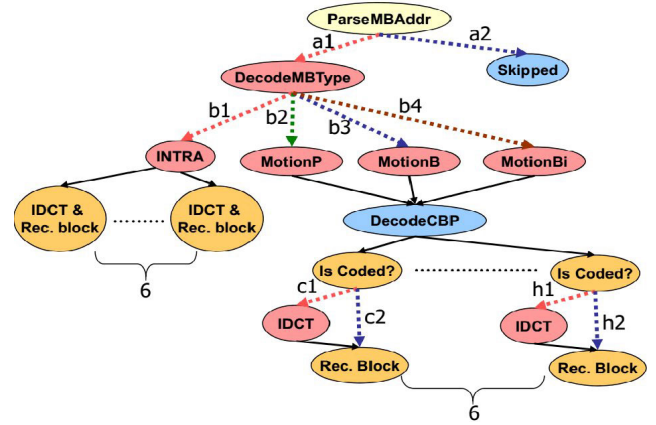 ParseMBAddr
a1
a2
DecodeMBType
Skipped
b1
b2
b3
b4
INTRA
MotionP
MotionB
MotionBi
IDCT &
Rec. block
IDCT &
Rec. block
DecodeCBP
6
Is Coded?
Is Coded?
c1
c2
h1
h2
IDCT
IDCT
Rec. Block
Rec. Block
6